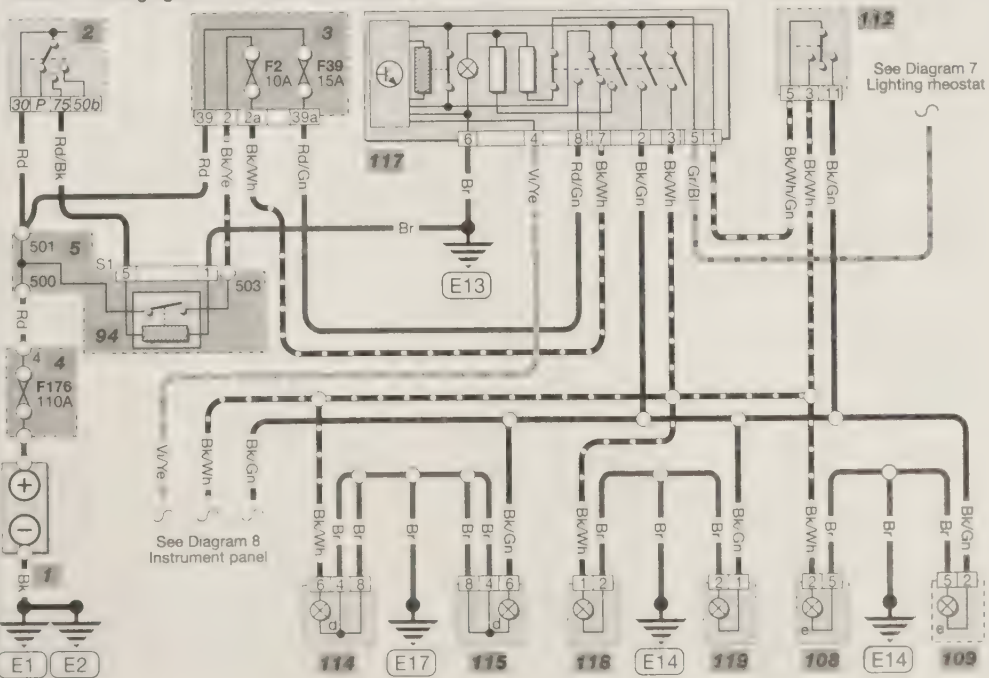 2
30 P 75 50b
Rd
Rd/Bk
3
F2
10A
F39
15A
39 2 2a 39a
Rd
Bk/Ye
Bk/Wh
Rd/Gn
117
6 4 8 7 2 3 5 1
Br
Vi/Ye
Rd/Gn
Bk/Wh
Bk/Gn
Bk/Wh
Gr/Bl
112
5 3 11
Bk/Wh/Gn
Bk/Wh
Bk/Gn
See Diagram 7
Lighting rheostat
Br
E13
501
5
500
S1
5 1
503
94
Rd
4
4
F176
110A
+
−
1
Bk
E1 E2
Vi/Ye
Bk/Wh
Bk/Gn
See Diagram 8
Instrument panel
Bk/Wh
Br
Br
Br
Br
Br
Bk/Gn
Bk/Wh
Br
Br
Br
Bk/Gn
Bk/Wh
Br
Br
Br
Bk/Gn
6 4 8
d
114
E17
8 4 6
d
115
1 2
118
E14
2 1
119
2 5
e
108
E14
5 2
e
109